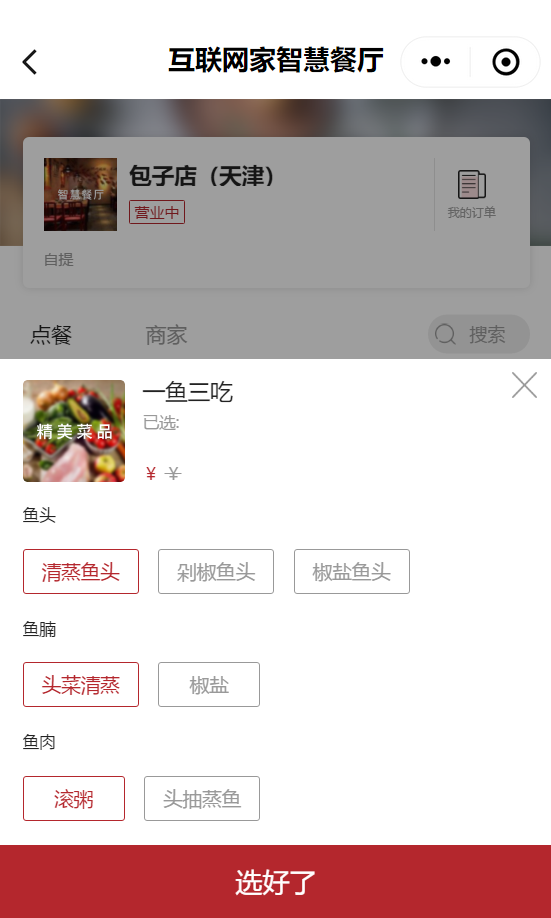 互联网家智慧餐厅
智慧餐厅
包子店（天津）
营业中
我的订单
自提
点餐 商家 搜索
精美菜品
一鱼三吃
已选:
¥ ¥
鱼头
清蒸鱼头 剁椒鱼头 椒盐鱼头
鱼腩
头菜清蒸 椒盐
鱼肉
滚粥 头抽蒸鱼
选好了